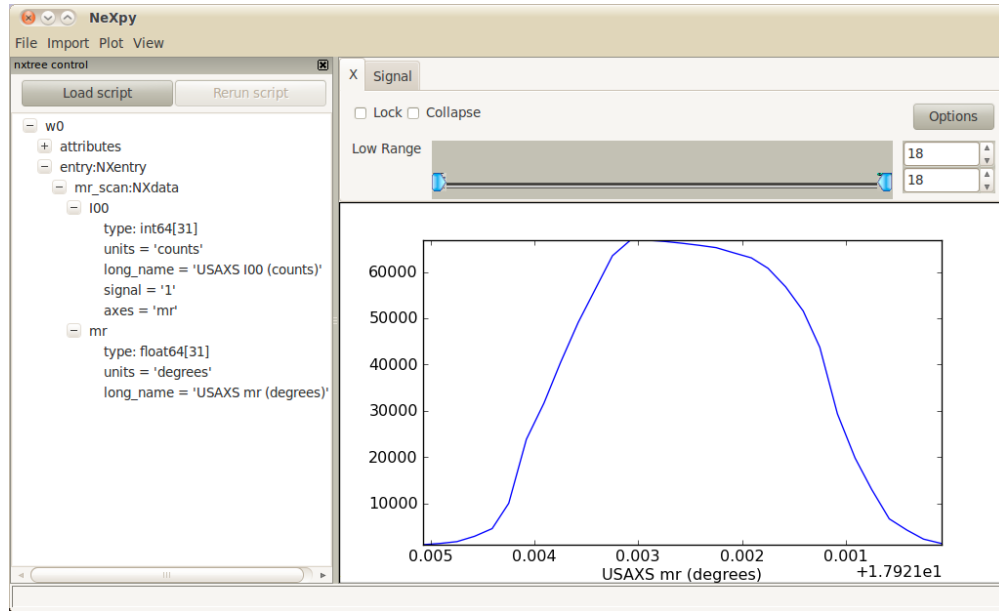 NeXpy
File Import Plot View
nxtree control
Load script Rerun script
w0
attributes
entry:NXentry
mr_scan:NXdata
I00
type: int64[31]
units = 'counts'
long_name = 'USAXS I00 (counts)'
signal = '1'
axes = 'mr'
mr
type: float64[31]
units = 'degrees'
long_name = 'USAXS mr (degrees)'
X Signal
Lock Collapse
Options
Low Range
18
18
60000
50000
40000
30000
20000
10000
0.005 0.004 0.003 0.002 0.001
USAXS mr (degrees) +1.7921e1